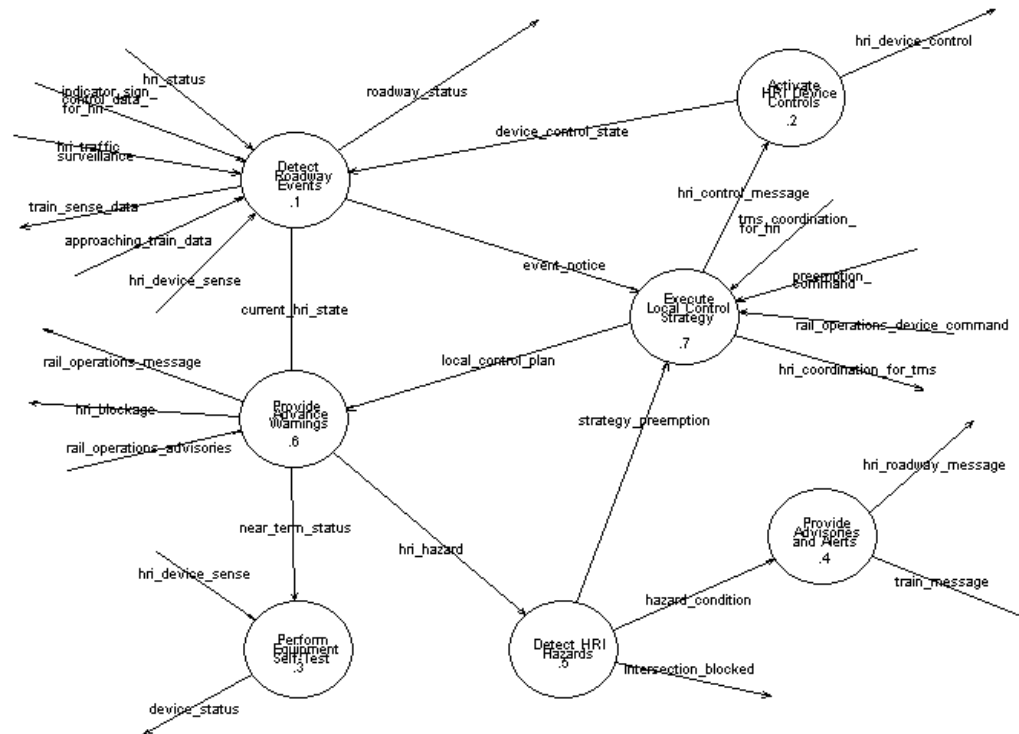 hri_device_control
hri_status
indicator_sign_
control_data_
for_hri
roadway_status
Activate
HRI Device
Controls
.2
device_control_state
hri_traffic_
surveillance
Detect
Roadway
Events
.1
train_sense_data
hri_control_message
tms_coordination_
for_hri
approaching_train_data
hri_device_sense
event_notice
preemption_
command
Execute
Local Control
Strategy
.7
current_hri_state
rail_operations_device_command
rail_operations_message
local_control_plan
hri_coordination_for_tms
hri_blockage
Provide
Advance
Warnings
.6
strategy_preemption
rail_operations_advisories
hri_roadway_message
near_term_status
Provide
Advisories
and Alerts
.4
hri_hazard
hri_device_sense
train_message
hazard_condition
Perform
Equipment
Self-Test
.3
Detect HRI
Hazards
.5
intersection_blocked
device_status